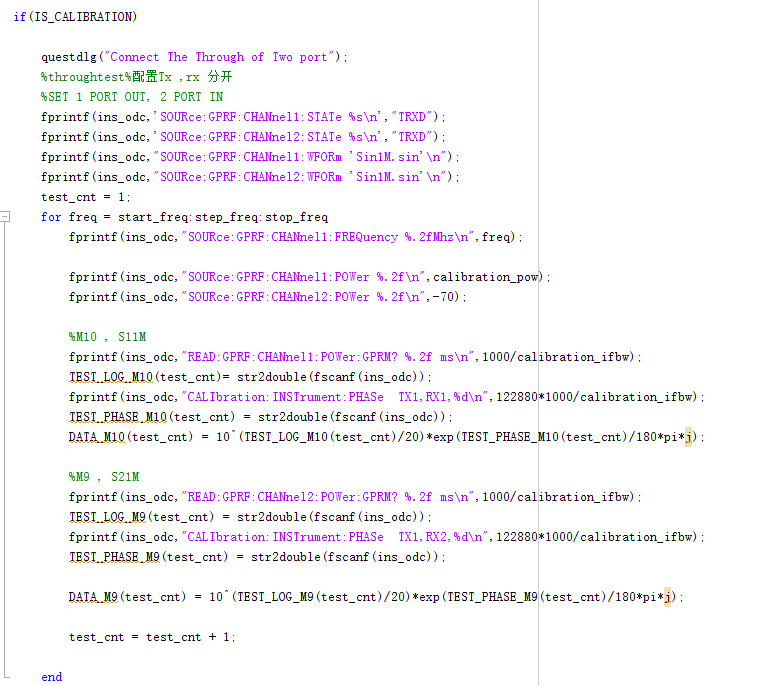 if(IS_CALIBRATION)
questdlg("Connect The Through of Two port");
%throughtest%配置Tx ,rx 分开
%SET 1 PORT OUT, 2 PORT IN
fprintf(ins_odc,'SOURce:GPRF:CHANnel1:STATe %s\n',"TRXD");
fprintf(ins_odc,'SOURce:GPRF:CHANnel2:STATe %s\n',"TRXD");
fprintf(ins_odc,"SOURce:GPRF:CHANnel1:WFORm 'Sin1M.sin'\n");
fprintf(ins_odc,"SOURce:GPRF:CHANnel2:WFORm 'Sin1M.sin'\n");
test_cnt = 1;
for freq = start_freq:step_freq:stop_freq
fprintf(ins_odc,"SOURce:GPRF:CHANnel1:FREQuency %.2fMhz\n",freq);
fprintf(ins_odc,"SOURce:GPRF:CHANnel1:POWer %.2f\n",calibration_pow);
fprintf(ins_odc,"SOURce:GPRF:CHANnel2:POWer %.2f\n",-70);
%M10 , S11M
fprintf(ins_odc,"READ:GPRF:CHANnel1:POWer:GPRM? %.2f ms\n",1000/calibration_ifbw);
TEST_LOG_M10(test_cnt)= str2double(fscanf(ins_odc));
fprintf(ins_odc,"CALIbration:INSTrument:PHASe  TX1,RX1,%d\n",122880*1000/calibration_ifbw);
TEST_PHASE_M10(test_cnt) = str2double(fscanf(ins_odc));
DATA_M10(test_cnt) = 10^(TEST_LOG_M10(test_cnt)/20)*exp(TEST_PHASE_M10(test_cnt)/180*pi*j);
%M9 , S21M
fprintf(ins_odc,"READ:GPRF:CHANnel2:POWer:GPRM? %.2f ms\n",1000/calibration_ifbw);
TEST_LOG_M9(test_cnt) = str2double(fscanf(ins_odc));
fprintf(ins_odc,"CALIbration:INSTrument:PHASe  TX1,RX2,%d\n",122880*1000/calibration_ifbw);
TEST_PHASE_M9(test_cnt) = str2double(fscanf(ins_odc));
DATA_M9(test_cnt) = 10^(TEST_LOG_M9(test_cnt)/20)*exp(TEST_PHASE_M9(test_cnt)/180*pi*j);
test_cnt = test_cnt + 1;
end